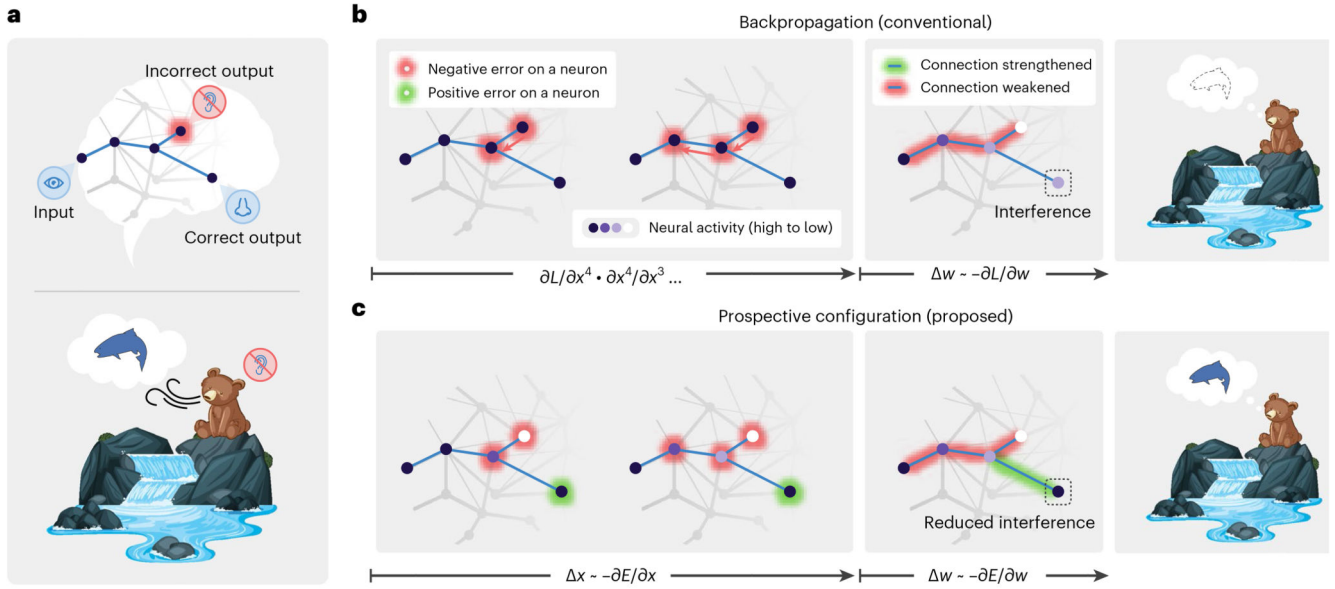 a
Incorrect output
Input
Correct output
b
Backpropagation (conventional)
Negative error on a neuron
Positive error on a neuron
Neural activity (high to low)
Connection strengthened
Connection weakened
Interference
∂L/∂x⁴ • ∂x⁴/∂x³ ...
Δw ~ –∂L/∂w
c
Prospective configuration (proposed)
Reduced interference
Δx ~ –∂E/∂x
Δw ~ –∂E/∂w